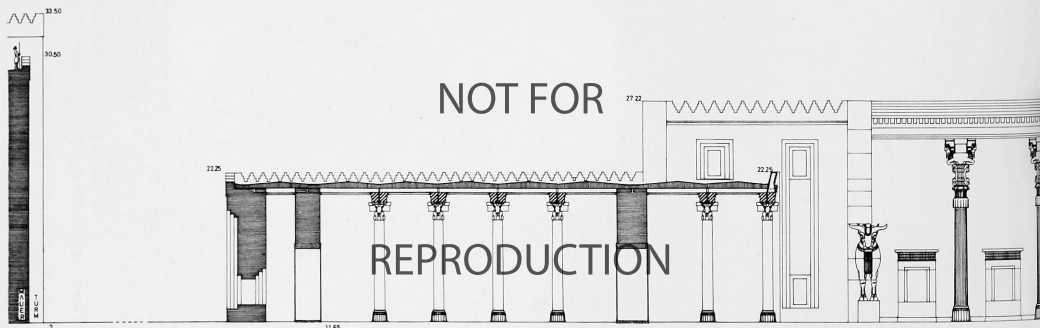 33.50
30.50
NOT FOR
27.22
22.25
22.25
REPRODUCTION
MAUER
TURM
11.65